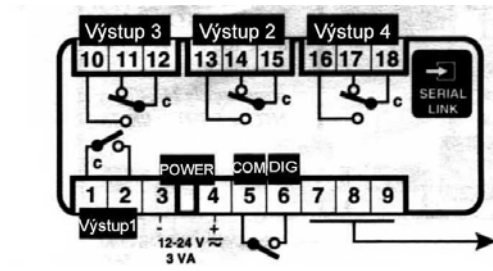 Výstup 3 Výstup 2 Výstup 4
10 11 12 13 14 15 16 17 18
SERIAL
LINK
c c c
c
POWER COM DIG
1 2 3 4 5 6 7 8 9
Výstup1 - +
12-24 V
3 VA